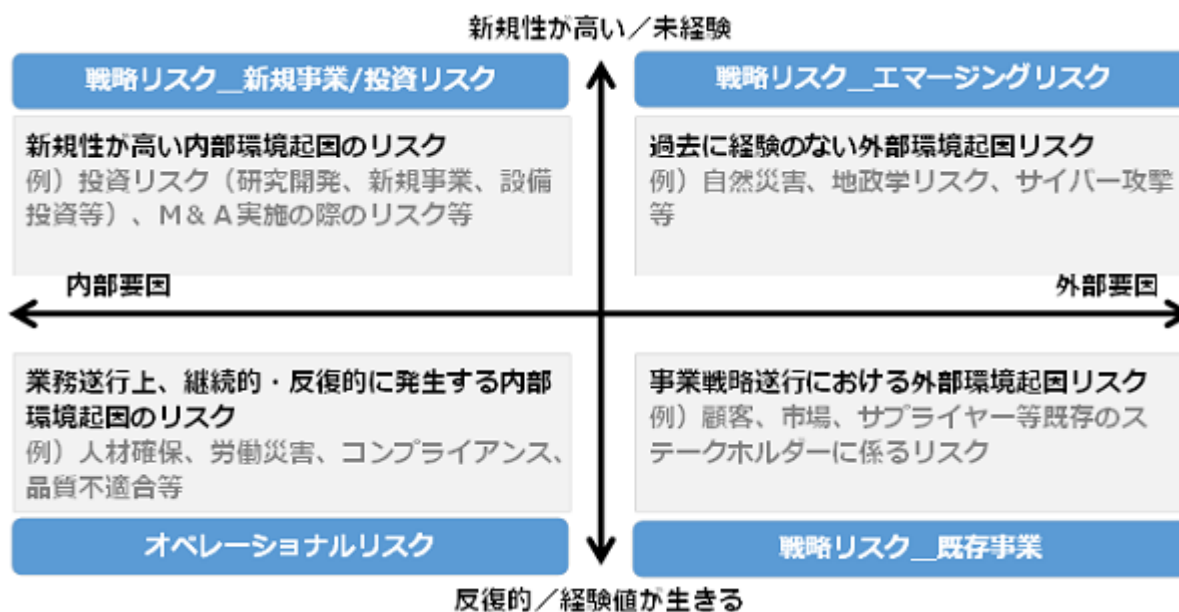 新規性が高い／未経験
戦略リスク＿新規事業/投資リスク
新規性が高い内部環境起因のリスク
例）投資リスク（研究開発、新規事業、設備
投資等）、M＆A実施の際のリスク等
戦略リスク＿エマージングリスク
過去に経験のない外部環境起因リスク
例）自然災害、地政学リスク、サイバー攻撃
等
内部要因
外部要因
業務遂行上、継続的・反復的に発生する内部
環境起因のリスク
例）人材確保、労働災害、コンプライアンス、
品質不適合等
オペレーショナルリスク
事業戦略遂行における外部環境起因リスク
例）顧客、市場、サプライヤー等既存のス
テークホルダーに係るリスク
戦略リスク＿既存事業
反復的／経験値が生きる